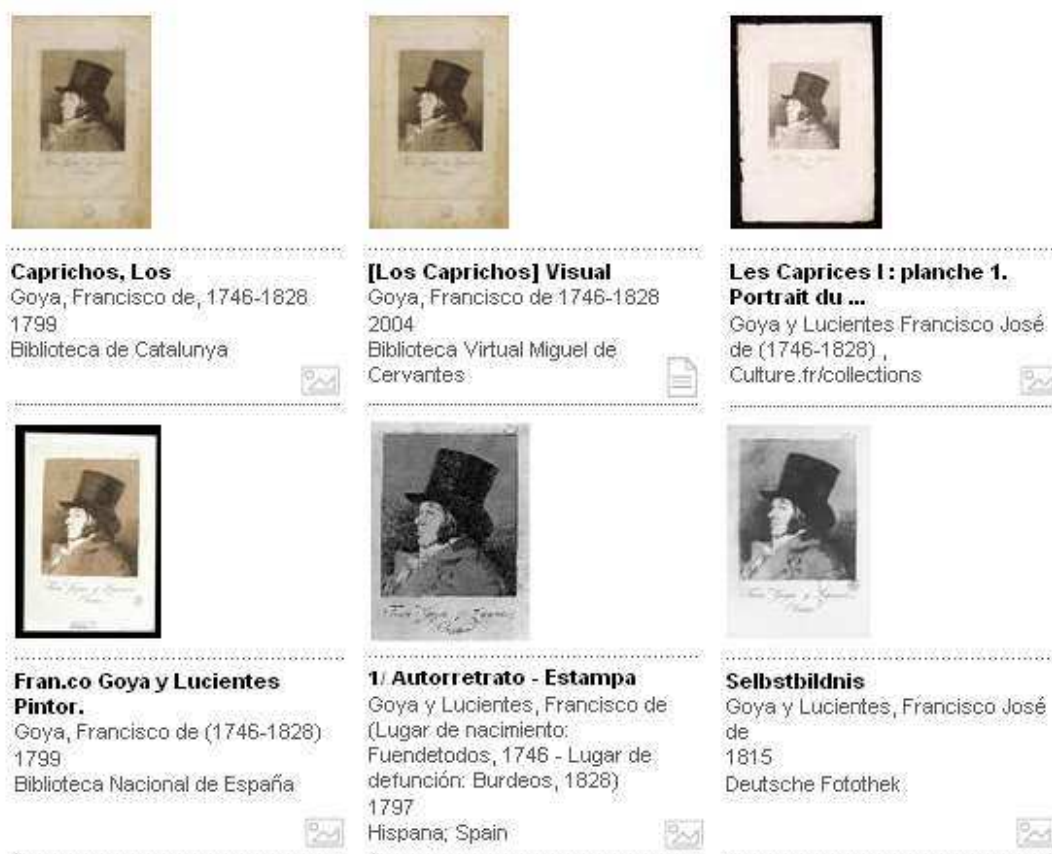 Caprichos, Los
Goya, Francisco de, 1746-1828
1799
Biblioteca de Catalunya
[Los Caprichos] Visual
Goya, Francisco de 1746-1828
2004
Biblioteca Virtual Miguel de
Cervantes
Les Caprices I : planche 1.
Portrait du ...
Goya y Lucientes Francisco José
de (1746-1828) ,
Culture.fr/collections
Fran.co Goya y Lucientes
Pintor.
Goya, Francisco de (1746-1828)
1799
Biblioteca Nacional de España
1/ Autorretrato - Estampa
Goya y Lucientes, Francisco de
(Lugar de nacimiento:
Fuendetodos, 1746 - Lugar de
defunción: Burdeos, 1828)
1797
Hispana; Spain
Selbstbildnis
Goya y Lucientes, Francisco José
de
1815
Deutsche Fotothek